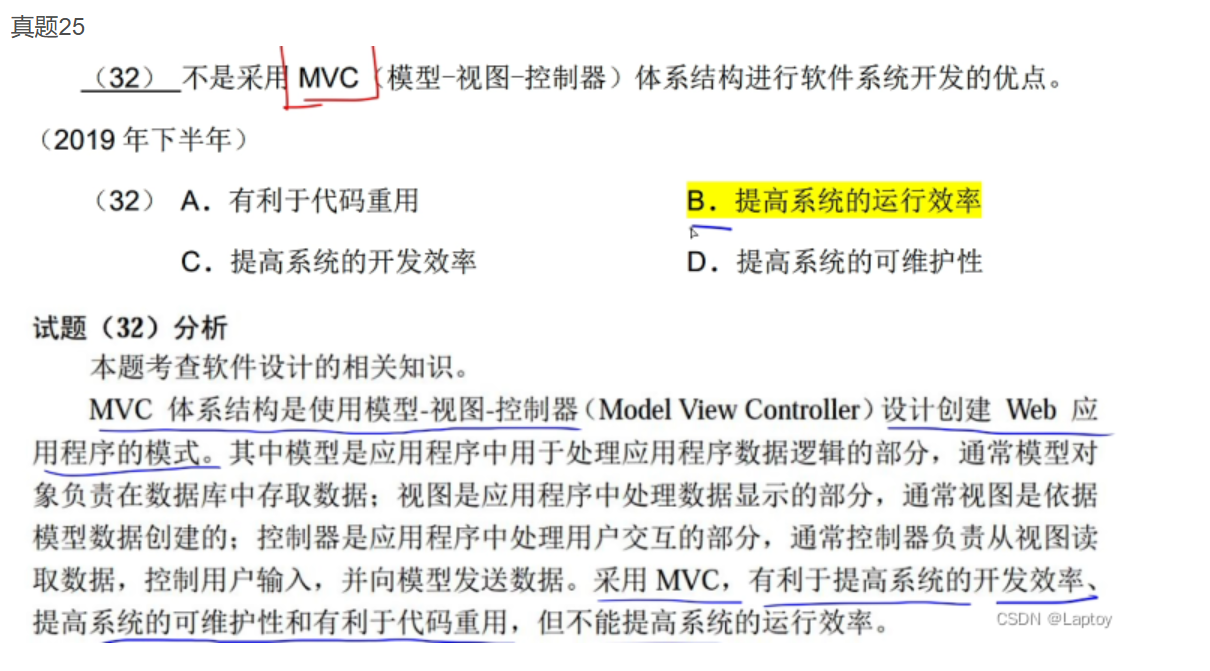 真题25
（32）不是采用 MVC（模型-视图-控制器）体系结构进行软件系统开发的优点。
（2019 年下半年）
（32） A．有利于代码重用 B．提高系统的运行效率
C．提高系统的开发效率 D．提高系统的可维护性
试题（32）分析
本题考查软件设计的相关知识。
MVC 体系结构是使用模型-视图-控制器（Model View Controller）设计创建 Web 应
用程序的模式。其中模型是应用程序中用于处理应用程序数据逻辑的部分，通常模型对
象负责在数据库中存取数据；视图是应用程序中处理数据显示的部分，通常视图是依据
模型数据创建的；控制器是应用程序中处理用户交互的部分，通常控制器负责从视图读
取数据，控制用户输入，并向模型发送数据。采用 MVC，有利于提高系统的开发效率、
提高系统的可维护性和有利于代码重用，但不能提高系统的运行效率。
CSDN @Laptoy